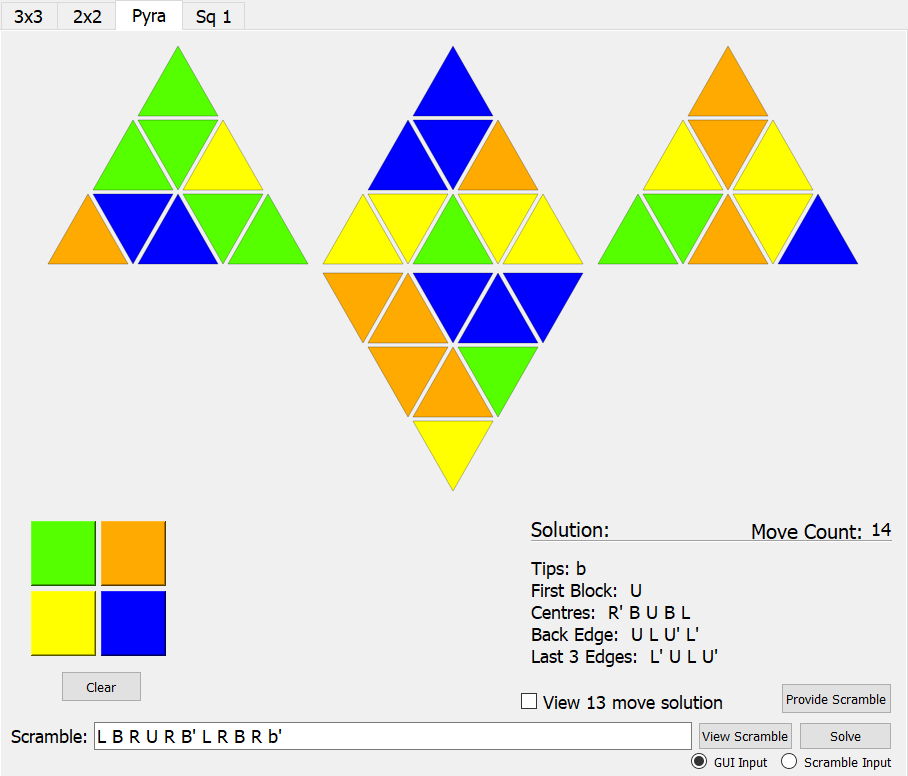 3x3 2x2 Pyra Sq 1
Solution: Move Count: 14
Tips: b
First Block: U
Centres: R' B U B L
Back Edge: U L U' L'
Last 3 Edges: L' U L U'
Clear
View 13 move solution Provide Scramble
Scramble: L B R U R B' L R B R b' View Scramble Solve
GUI Input Scramble Input